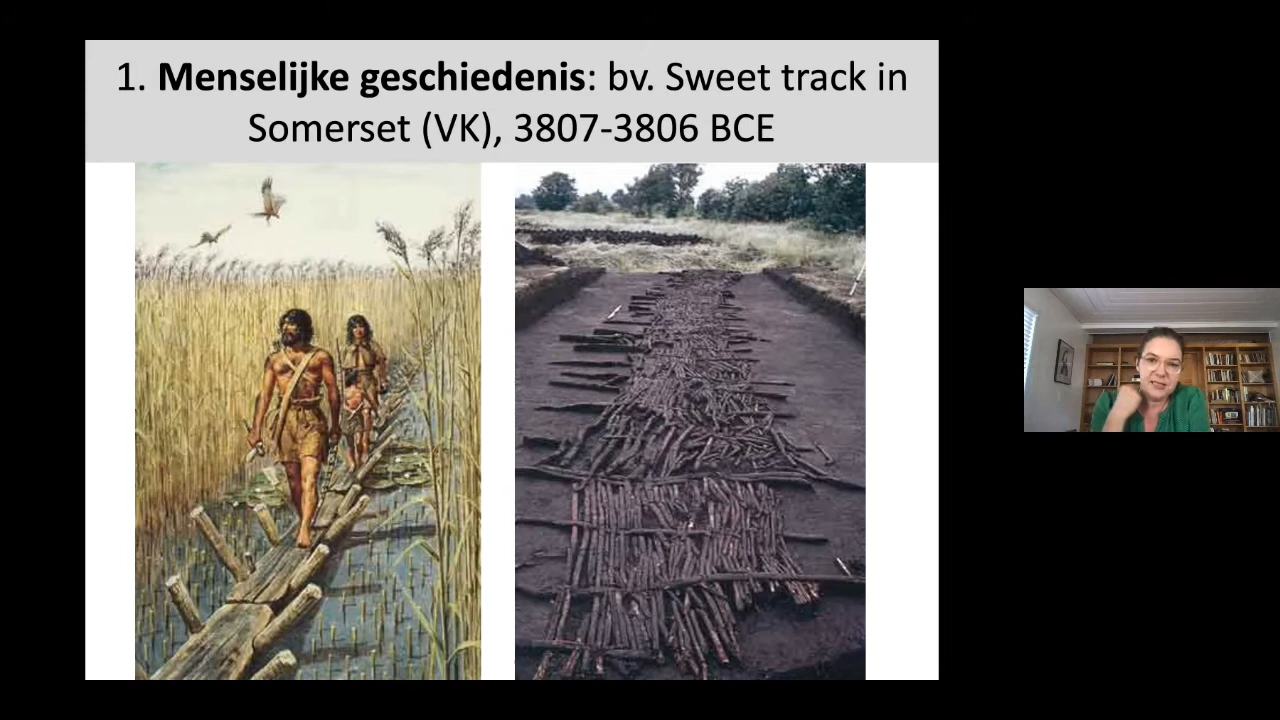 1. Menselijke geschiedenis: bv. Sweet track in
Somerset (VK), 3807-3806 BCE